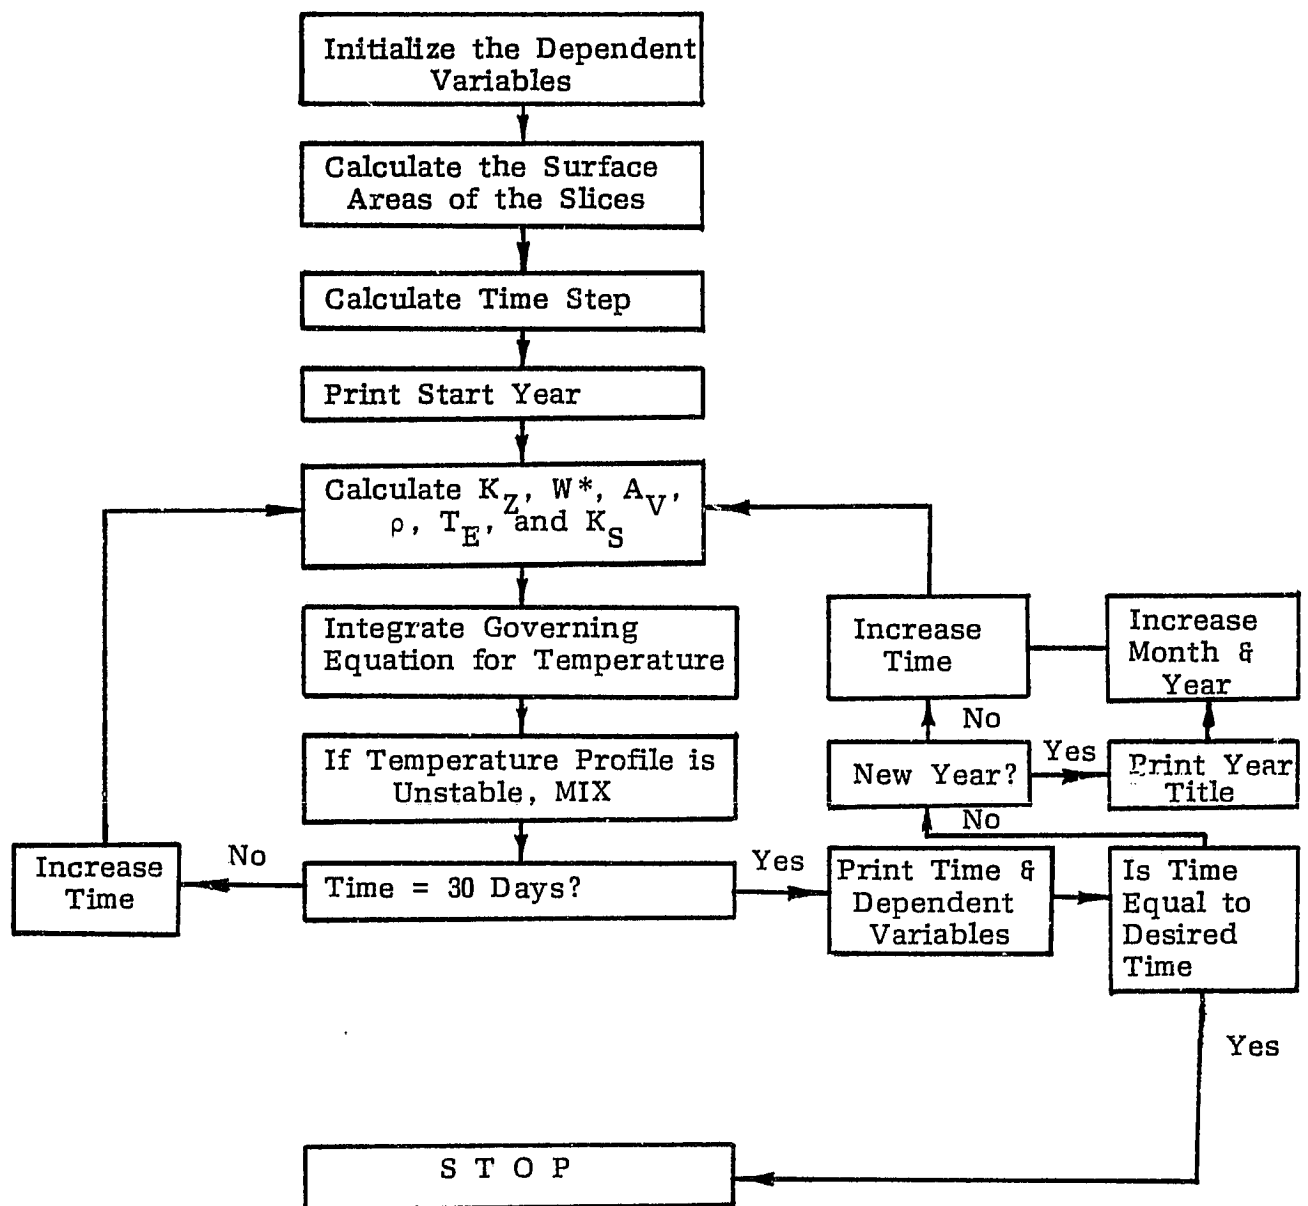 Initialize the Dependent
Variables
Calculate the Surface
Areas of the Slices
Calculate Time Step
Print Start Year
Calculate K_Z, W*, A_V,
ρ, T_E, and K_S
Integrate Governing
Equation for Temperature
If Temperature Profile is
Unstable, MIX
Time = 30 Days?
No
Increase
Time
Yes
Print Time &
Dependent
Variables
Is Time
Equal to
Desired
Time
No
New Year?
Yes
Print Year
Title
Increase
Month &
Year
No
Increase
Time
Yes
S T O P